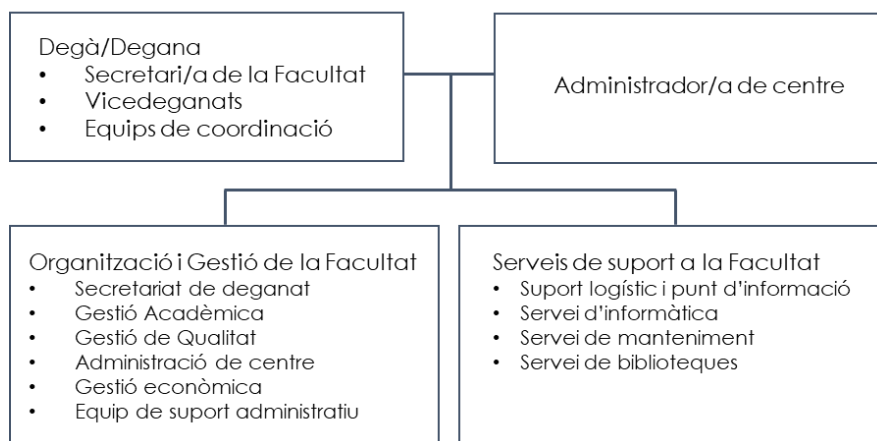 Degà/Degana
• Secretari/a de la Facultat
• Vicedeganats
• Equips de coordinació
Administrador/a de centre
Organització i Gestió de la Facultat
• Secretariat de deganat
• Gestió Acadèmica
• Gestió de Qualitat
• Administració de centre
• Gestió econòmica
• Equip de suport administratiu
Serveis de suport a la Facultat
• Suport logístic i punt d'informació
• Servei d'informàtica
• Servei de manteniment
• Servei de biblioteques